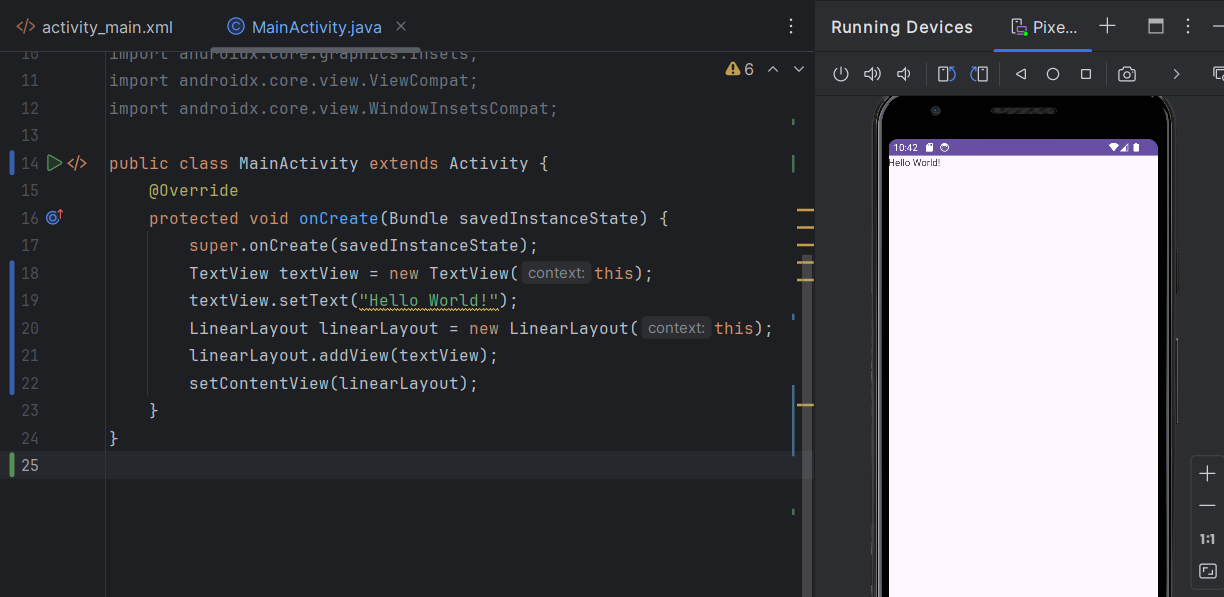 activity_main.xml
MainActivity.java
Running Devices
Pixe...
10 import androidx.core.graphics.Insets;
11 import androidx.core.view.ViewCompat;
12 import androidx.core.view.WindowInsetsCompat;
6
13
14 public class MainActivity extends Activity {
15 @Override
16 protected void onCreate(Bundle savedInstanceState) {
17 super.onCreate(savedInstanceState);
18 TextView textView = new TextView( context: this);
19 textView.setText("Hello World!");
20 LinearLayout linearLayout = new LinearLayout( context: this);
21 linearLayout.addView(textView);
22 setContentView(linearLayout);
23 }
24 }
25
10:42
Hello World!
1:1